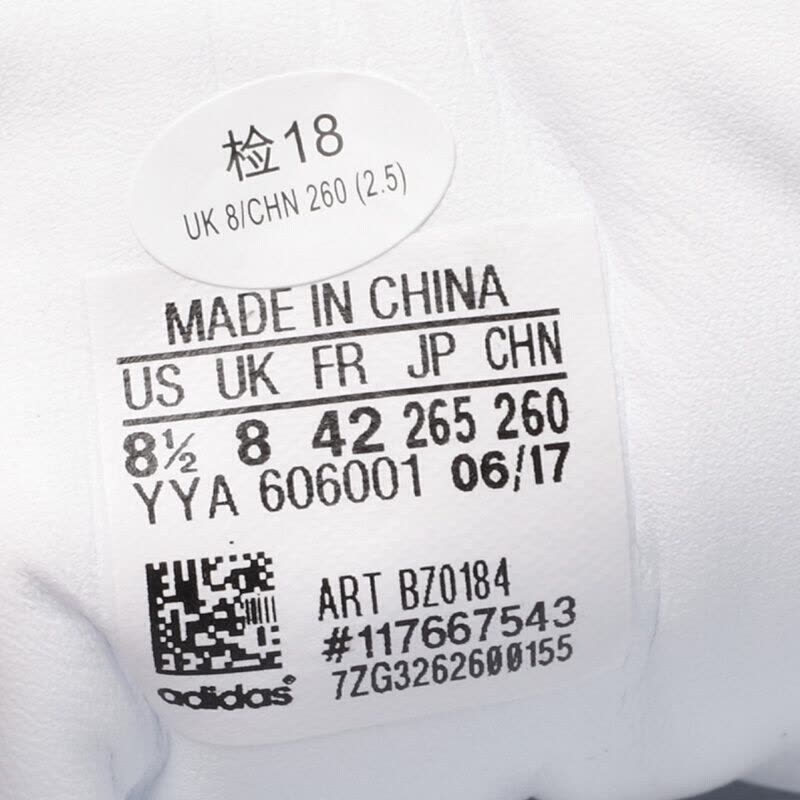 检18
UK 8/CHN 260 (2.5)
MADE IN CHINA
US UK FR JP CHN
8½ 8 42 265 260
YYA 606001 06/17
ART BZ0184
#117667543
7ZG3262600155
adidas®